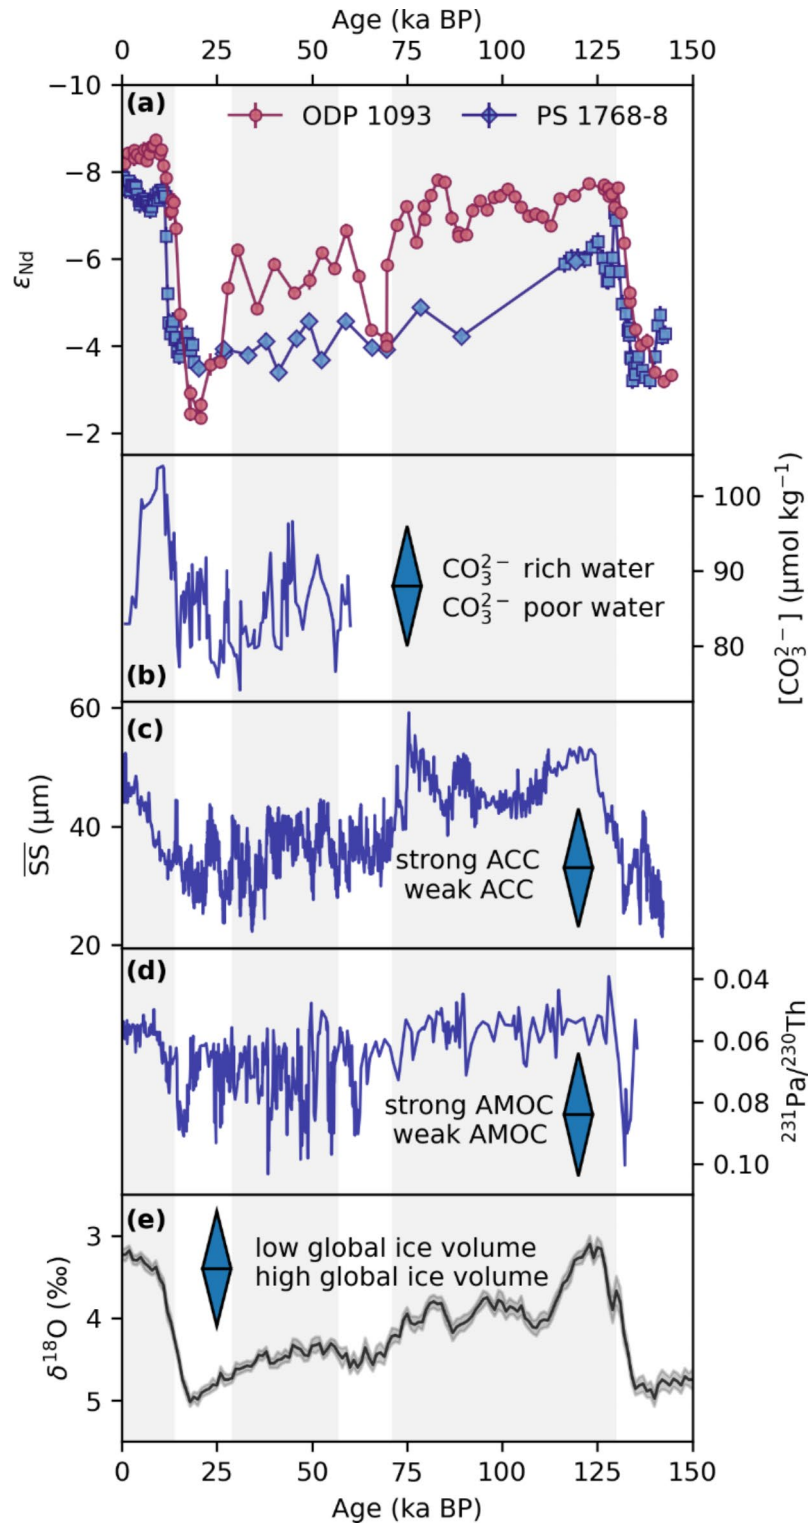 Age (ka BP)
0 25 50 75 100 125 150
(a)
ODP 1093 PS 1768-8
−10
−8
−6
−4
−2
εNd
(b)
CO₃²⁻ rich water
CO₃²⁻ poor water
100
90
80
[CO₃²⁻] (μmol kg⁻¹)
(c)
60
40
20
SS (μm)
strong ACC
weak ACC
(d)
0.04
0.06
0.08
0.10
²³¹Pa/²³⁰Th
strong AMOC
weak AMOC
(e)
3
4
5
δ¹⁸O (‰)
low global ice volume
high global ice volume
0 25 50 75 100 125 150
Age (ka BP)